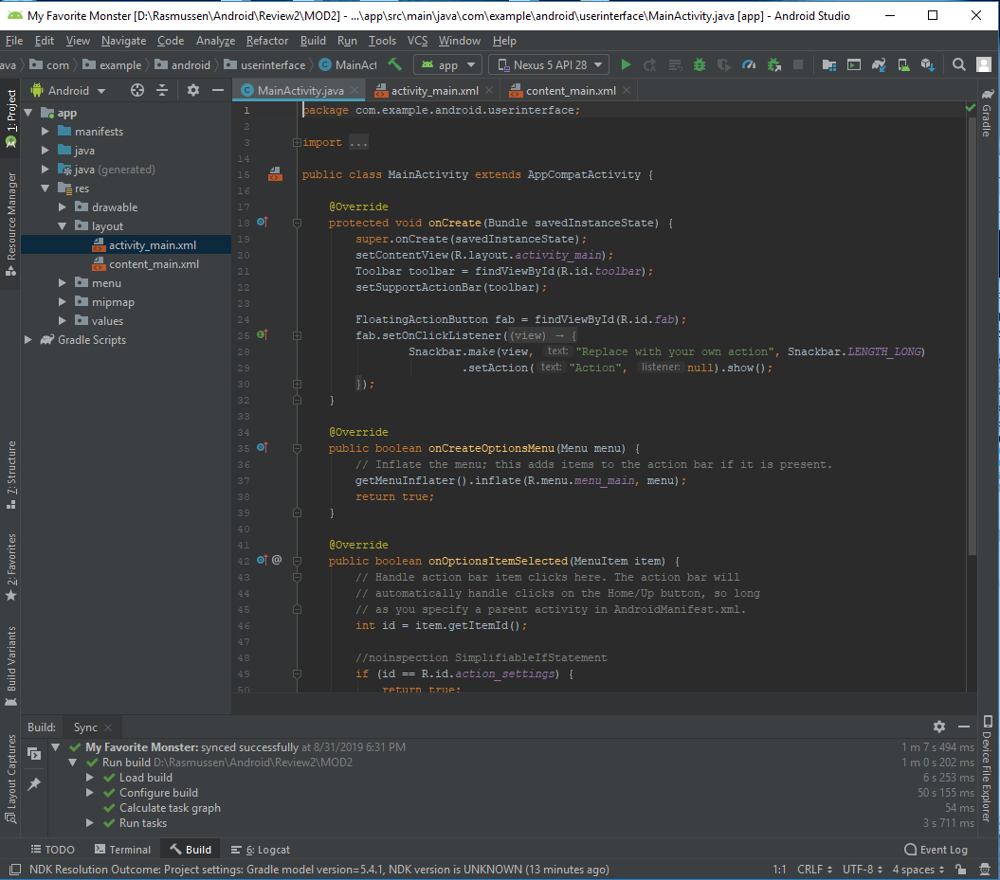 My Favorite Monster [D:\Rasmussen\Android\Review2\MOD2] - ...\app\src\main\java\com\example\android\userinterface\MainActivity.java [app] - Android Studio
File Edit View Navigate Code Analyze Refactor Build Run Tools VCS Window Help
ava com example android userinterface MainAct app Nexus 5 API 28
Android
MainActivity.java activity_main.xml content_main.xml
1: Project
Resource Manager
7: Structure
2: Favorites
Build Variants
Layout Captures
app
manifests
java
java (generated)
res
drawable
layout
activity_main.xml
content_main.xml
menu
mipmap
values
Gradle Scripts
1 package com.example.android.userinterface;
2
3 import ...
14
15 public class MainActivity extends AppCompatActivity {
16
17 @Override
18 protected void onCreate(Bundle savedInstanceState) {
19 super.onCreate(savedInstanceState);
20 setContentView(R.layout.activity_main);
21 Toolbar toolbar = findViewById(R.id.toolbar);
22 setSupportActionBar(toolbar);
23
24 FloatingActionButton fab = findViewById(R.id.fab);
25 fab.setOnClickListener((view) → {
28 Snackbar.make(view, text: "Replace with your own action", Snackbar.LENGTH_LONG)
29 .setAction( text: "Action", listener: null).show();
30 });
32 }
33
34 @Override
35 public boolean onCreateOptionsMenu(Menu menu) {
36 // Inflate the menu; this adds items to the action bar if it is present.
37 getMenuInflater().inflate(R.menu.menu_main, menu);
38 return true;
39 }
40
41 @Override
42 @ public boolean onOptionsItemSelected(MenuItem item) {
43 // Handle action bar item clicks here. The action bar will
44 // automatically handle clicks on the Home/Up button, so long
45 // as you specify a parent activity in AndroidManifest.xml.
46 int id = item.getItemId();
47
48 //noinspection SimplifiableIfStatement
49 if (id == R.id.action_settings) {
50 return true;
Gradle
Device File Explorer
Build: Sync
My Favorite Monster: synced successfully at 8/31/2019 6:31 PM 1 m 7 s 494 ms
Run build D:\Rasmussen\Android\Review2\MOD2 1 m 0 s 202 ms
Load build 6 s 253 ms
Configure build 50 s 155 ms
Calculate task graph 54 ms
Run tasks 3 s 711 ms
TODO Terminal Build 6: Logcat Event Log
NDK Resolution Outcome: Project settings: Gradle model version=5.4.1, NDK version is UNKNOWN (13 minutes ago) 1:1 CRLF UTF-8 4 spaces